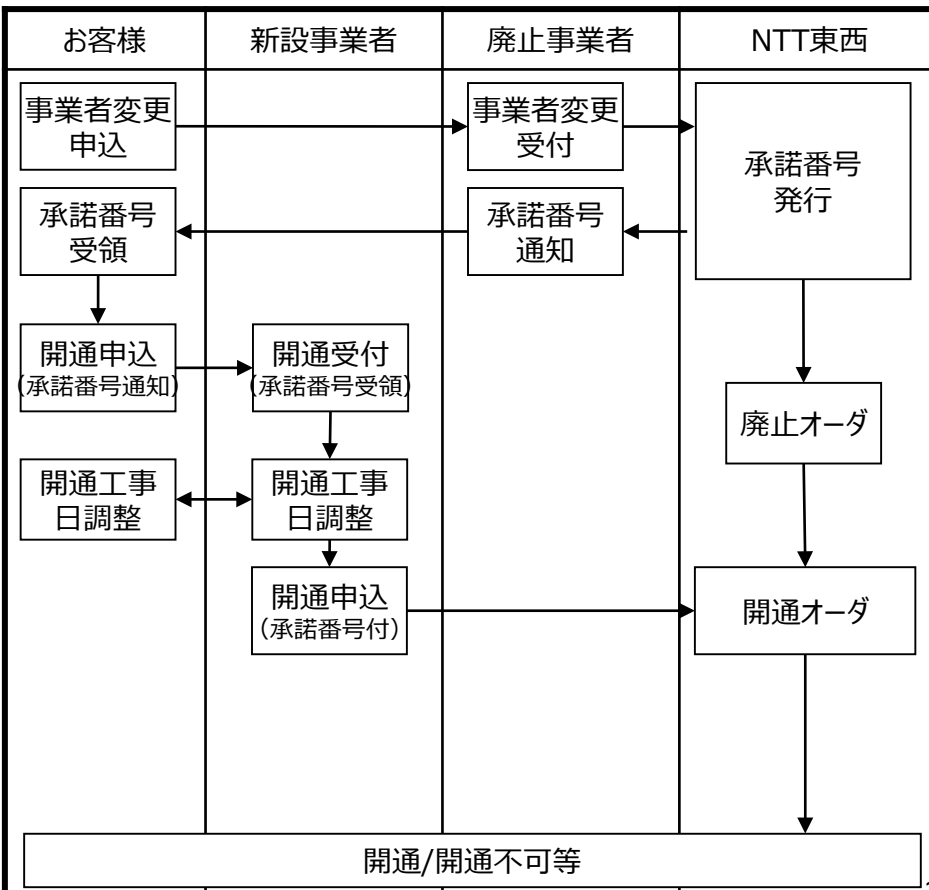 お客様
新設事業者
廃止事業者
NTT東西
事業者変更
申込
事業者変更
受付
承諾番号
発行
承諾番号
受領
承諾番号
通知
開通申込
(承諾番号通知)
開通受付
(承諾番号受領)
廃止オーダ
開通工事
日調整
開通工事
日調整
開通申込
(承諾番号付)
開通オーダ
開通/開通不可等